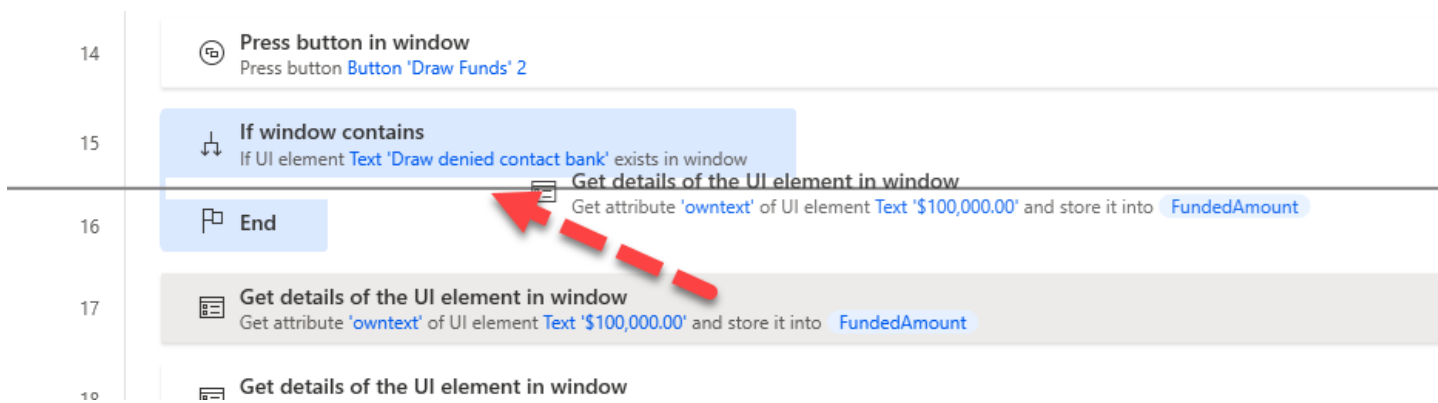 14
Press button in window
Press button Button 'Draw Funds' 2
15
If window contains
If UI element Text 'Draw denied contact bank' exists in window
Get details of the UI element in window
Get attribute 'owntext' of UI element Text '$100,000.00' and store it into FundedAmount
16
End
17
Get details of the UI element in window
Get attribute 'owntext' of UI element Text '$100,000.00' and store it into FundedAmount
18
Get details of the UI element in window